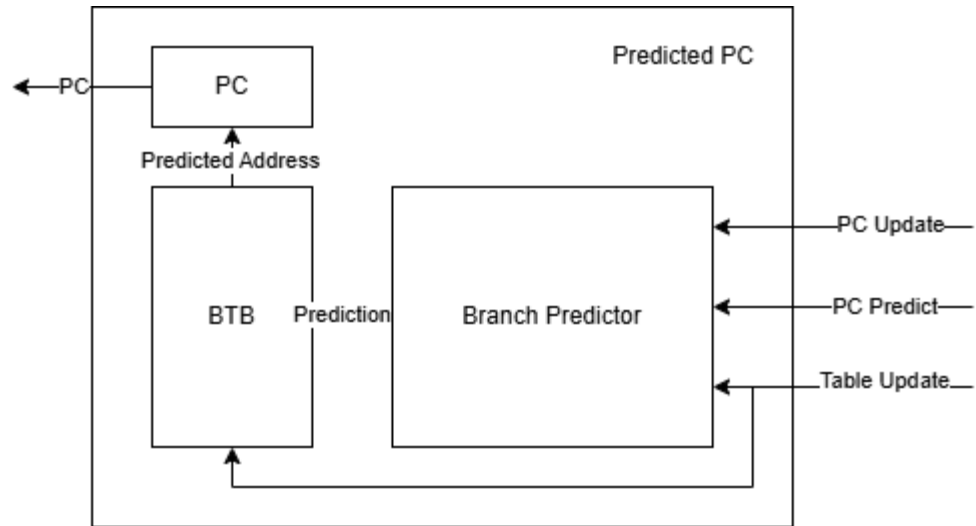 Predicted PC
PC
PC
Predicted Address
PC Update
BTB
Prediction
Branch Predictor
PC Predict
Table Update